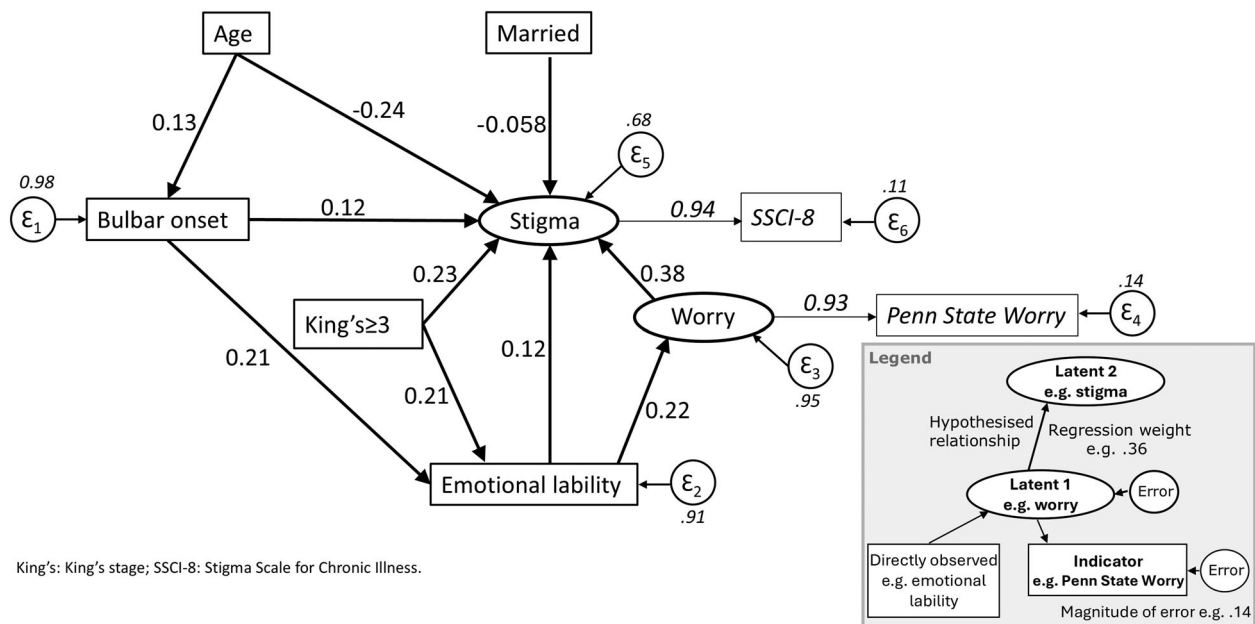 Age
Married
0.13
-0.24
-0.058
.68
ε5
0.98
ε1
Bulbar onset
0.12
Stigma
0.94
SSCI-8
.11
ε6
0.23
0.38
King's≥3
Worry
0.93
Penn State Worry
.14
ε4
0.21
0.12
ε3
.95
0.21
0.22
Emotional lability
ε2
.91
King's: King's stage; SSCI-8: Stigma Scale for Chronic Illness.
Legend
Latent 2
e.g. stigma
Hypothesised
relationship
Regression weight
e.g. .36
Latent 1
e.g. worry
Error
Directly observed
e.g. emotional
lability
Indicator
e.g. Penn State Worry
Error
Magnitude of error e.g. .14